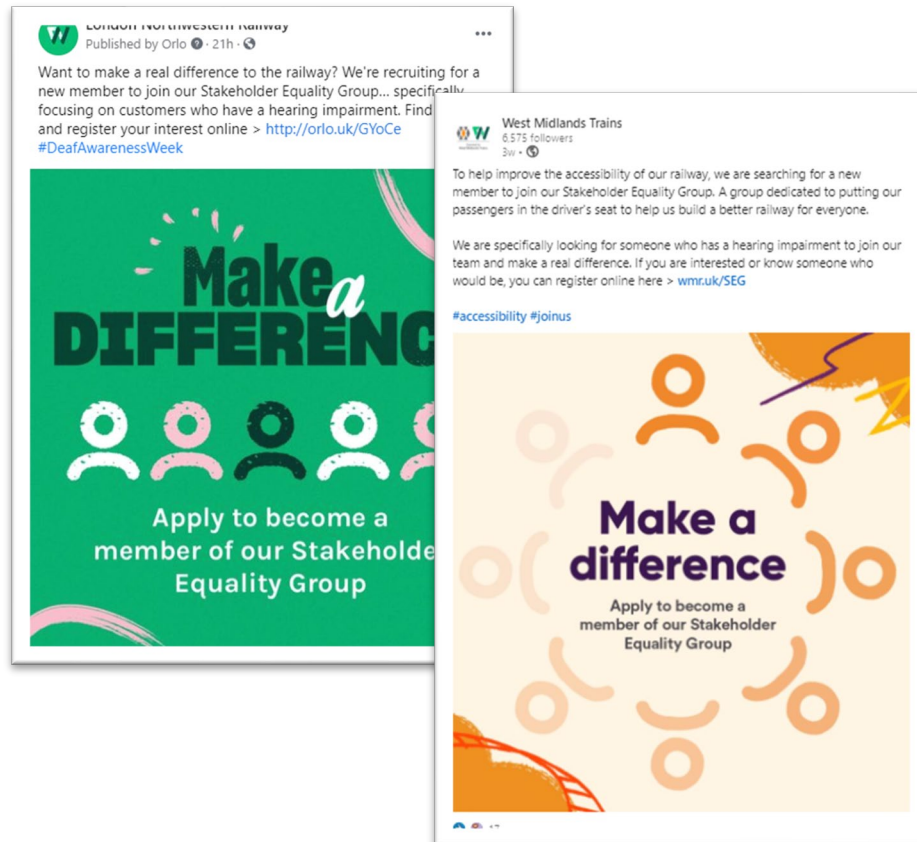 London Northwestern Railway
Published by Orlo · 21h ·
Want to make a real difference to the railway? We're recruiting for a
new member to join our Stakeholder Equality Group... specifically
focusing on customers who have a hearing impairment. Find
and register your interest online > http://orlo.uk/GYoCe
#DeafAwarenessWeek
Make a
DIFFERENC
Apply to become a
member of our Stakeholde
Equality Group
West Midlands Trains
6,575 followers
3w ·
To help improve the accessibility of our railway, we are searching for a new
member to join our Stakeholder Equality Group. A group dedicated to putting our
passengers in the driver's seat to help us build a better railway for everyone.
We are specifically looking for someone who has a hearing impairment to join our
team and make a real difference. If you are interested or know someone who
would be, you can register online here > wmr.uk/SEG
#accessibility #joinus
Make a
difference
Apply to become a
member of our Stakeholder
Equality Group